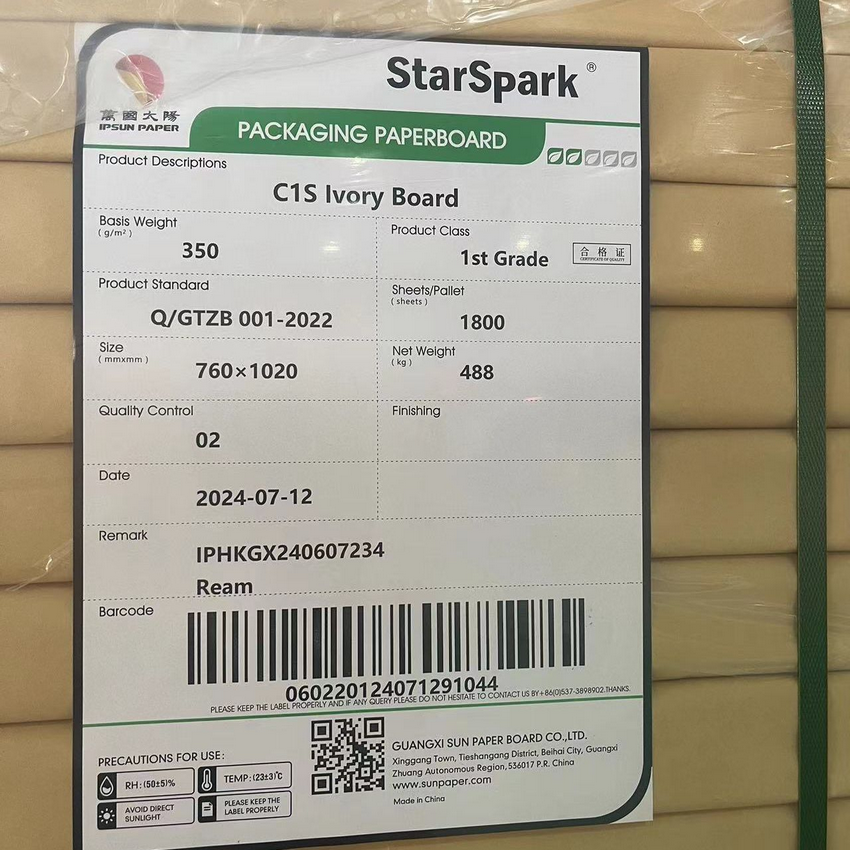 StarSpark ®
萬國太陽
IPSUN PAPER
PACKAGING PAPERBOARD
Product Descriptions
C1S Ivory Board
Basis Weight
(g/m²)
350
Product Class
1st Grade
合格证
CERTIFICATE OF QUALITY
Product Standard
Q/GTZB 001-2022
Sheets/Pallet
(sheets)
1800
Size
(mmxmm)
760×1020
Net Weight
(kg)
488
Quality Control
02
Finishing
Date
2024-07-12
Remark
IPHKGX240607234
Ream
Barcode
060220124071291044
PLEASE KEEP THE LABEL PROPERLY AND IF ANY QUERY PLEASE DO NOT HESITATE TO CONTACT US BY+86(0)537-3898902.THANKS.
PRECAUTIONS FOR USE:
RH:(50±5)%
TEMP:(23±3)℃
AVOID DIRECT
SUNLIGHT
PLEASE KEEP THE
LABEL PROPERLY
GUANGXI SUN PAPER BOARD CO.,LTD.
Xinggang Town, Tieshangang District, Beihai City, Guangxi
Zhuang Autonomous Region,536017 P.R. China
www.sunpaper.com
Made in China